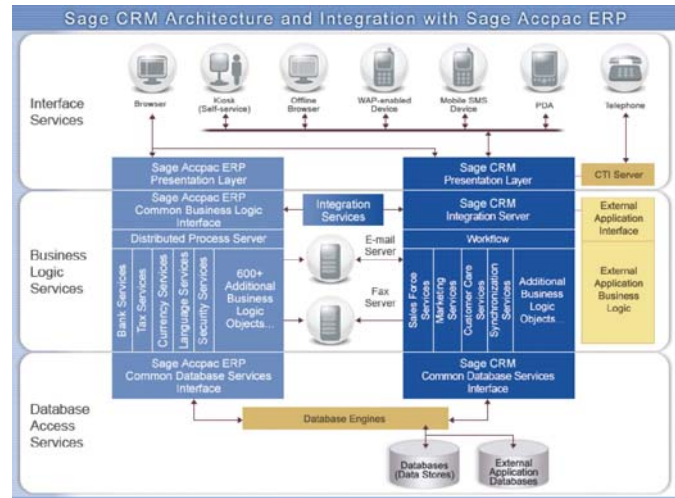 Sage CRM Architecture and Integration with Sage Accpac ERP
Interface
Services
Browser
Kiosk
(Self-service)
Offline
Browser
WAP-enabled
Device
Mobile SMS
Device
PDA
Telephone
Sage Accpac ERP
Presentation Layer
Sage CRM
Presentation Layer
CTI Server
Business
Logic
Services
Sage Accpac ERP
Common Business Logic
Interface
Integration
Services
Sage CRM
Integration Server
External
Application
Interface
Distributed Process Server
E-mail
Server
Workflow
Bank Services
Tax Services
Currency Services
Language Services
Security Services
600+
Additional
Business
Logic
Objects...
Fax
Server
Sales Force
Services
Marketing
Services
Customer Care
Services
Synchronization
Services
Additional
Business
Logic
Objects...
External
Application
Business
Logic
Database
Access
Services
Sage Accpac ERP
Common Database Services
Interface
Sage CRM
Common Database Services
Interface
Database Engines
Databases
(Data Stores)
External
Application
Databases